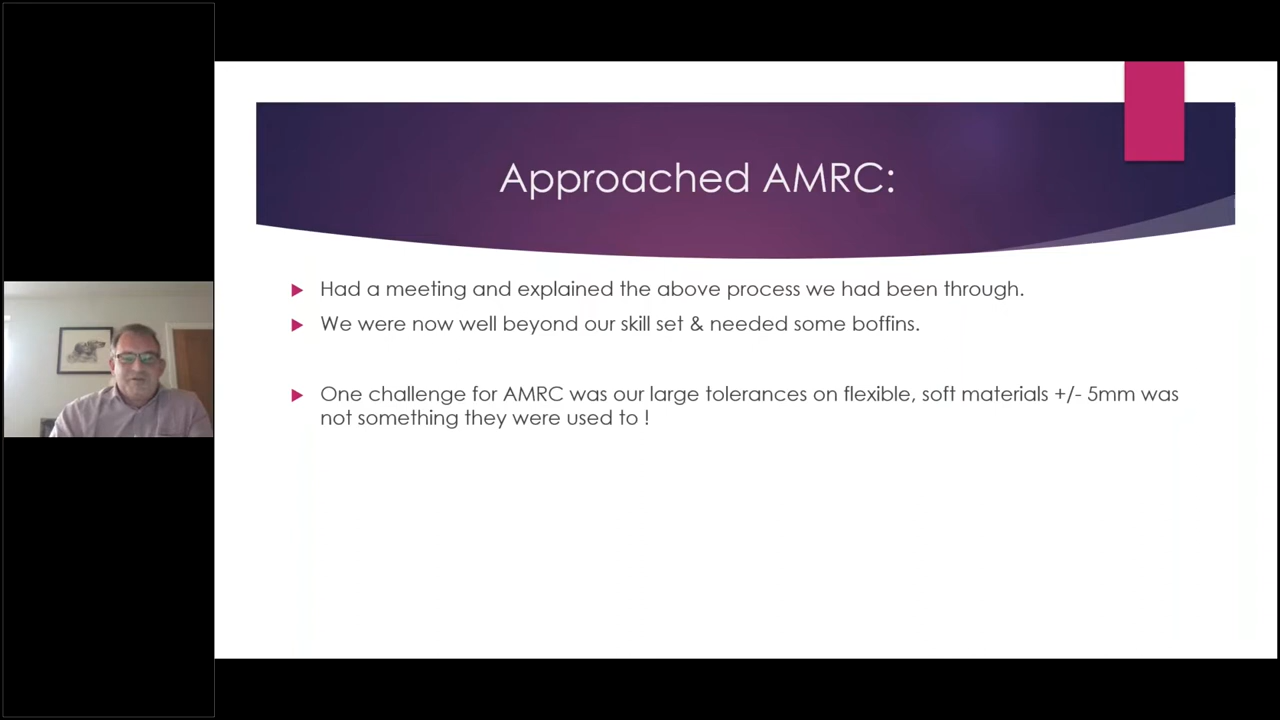 Approached AMRC:
Had a meeting and explained the above process we had been through.
We were now well beyond our skill set & needed some boffins.
One challenge for AMRC was our large tolerances on flexible, soft materials +/- 5mm was
not something they were used to !